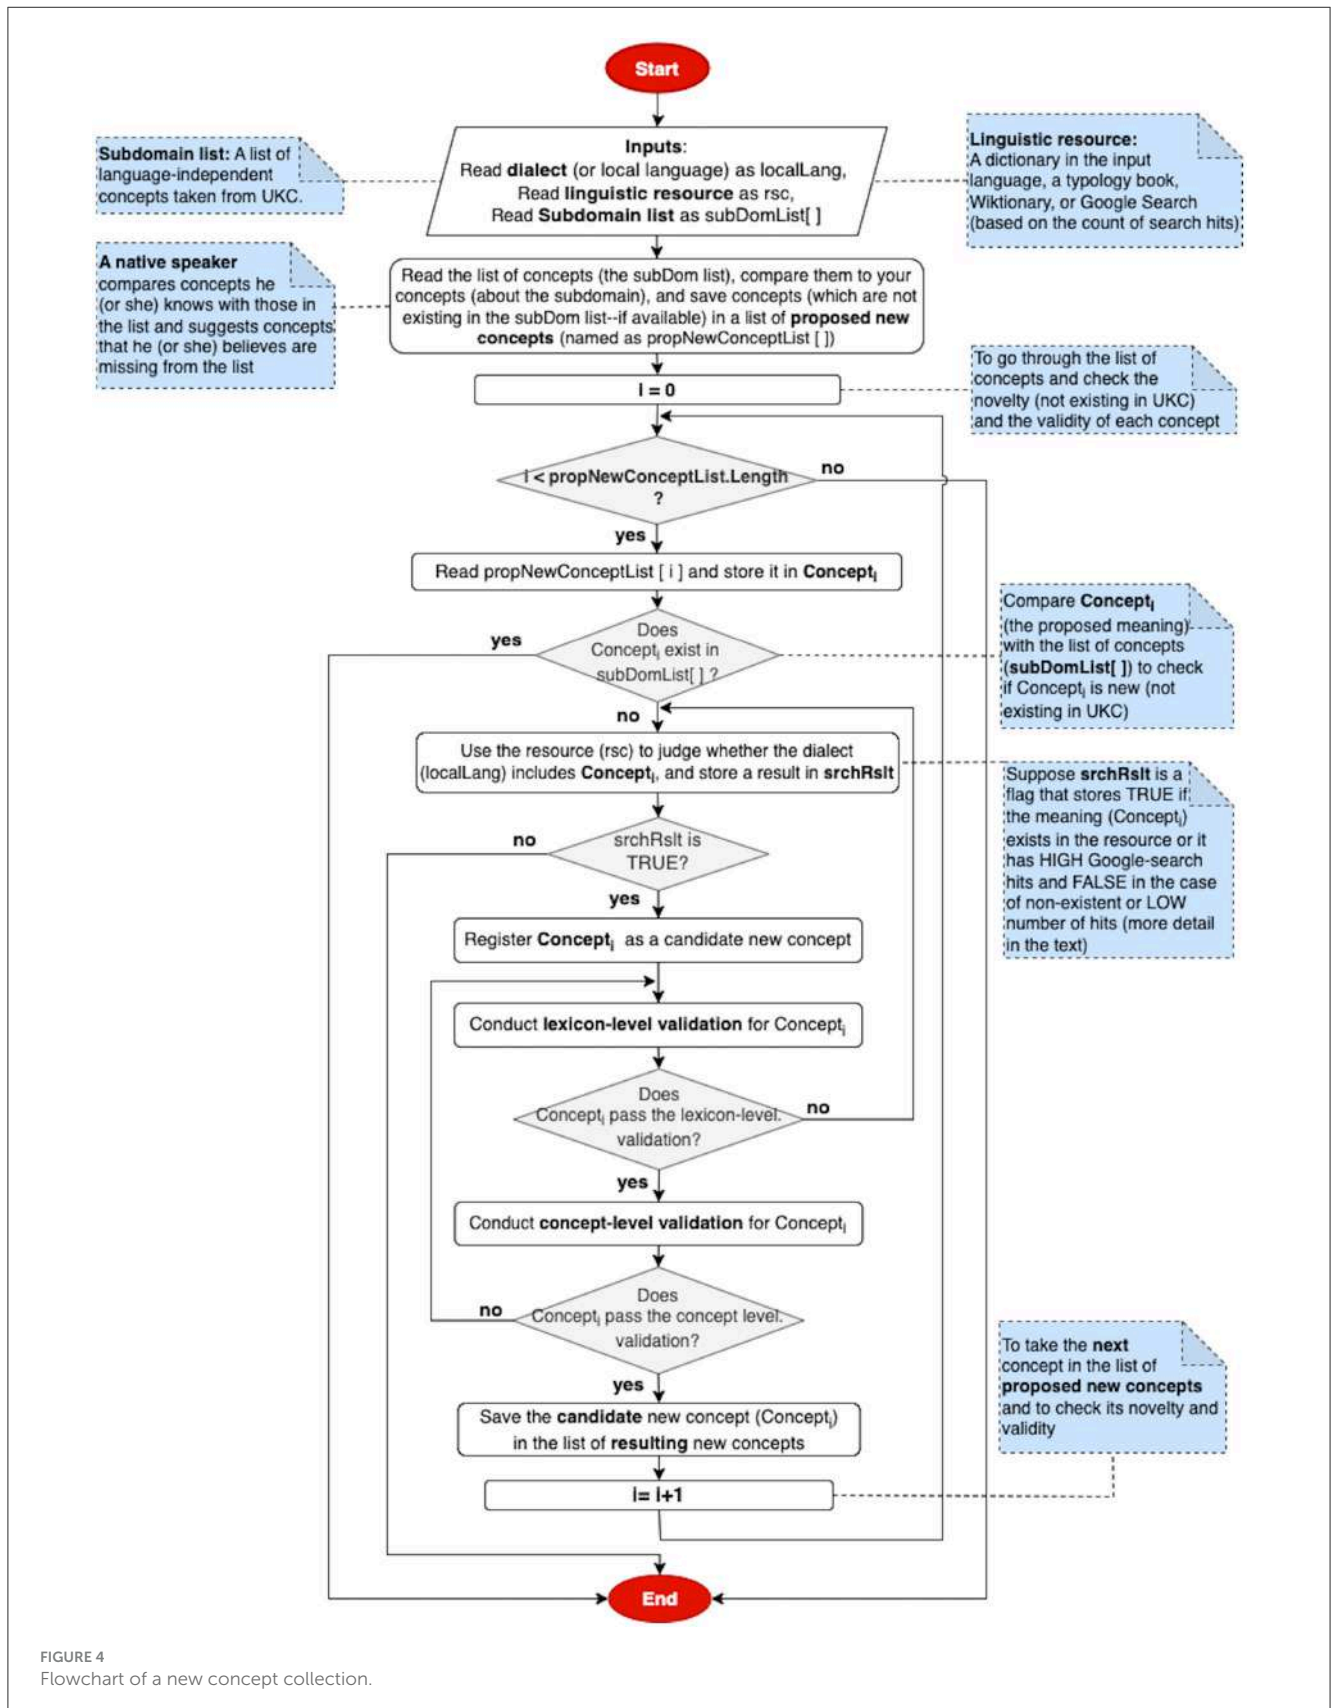 Start
Subdomain list: A list of
language-independent
concepts taken from UKC.
Inputs:
Read dialect (or local language) as localLang,
Read linguistic resource as rsc,
Read Subdomain list as subDomList[ ]
Linguistic resource:
A dictionary in the input
language, a typology book,
Wiktionary, or Google Search
(based on the count of search hits)
A native speaker
compares concepts he
(or she) knows with those in
the list and suggests concepts
that he (or she) believes are
missing from the list
Read the list of concepts (the subDom list), compare them to your
concepts (about the subdomain), and save concepts (which are not
existing in the subDom list--if available) in a list of proposed new
concepts (named as propNewConceptList [ ])
To go through the list of
concepts and check the
novelty (not existing in UKC)
and the validity of each concept
i = 0
i < propNewConceptList.Length
?
no
yes
Read propNewConceptList [ i ] and store it in Concepti
Does
Concepti exist in
subDomList[ ] ?
yes
no
Compare Concepti
(the proposed meaning)
with the list of concepts
(subDomList[ ]) to check
if Concepti is new (not
existing in UKC)
Use the resource (rsc) to judge whether the dialect
(localLang) includes Concepti, and store a result in srchRslt
Suppose srchRslt is a
flag that stores TRUE if
the meaning (Concepti)
exists in the resource or it
has HIGH Google-search
hits and FALSE in the case
of non-existent or LOW
number of hits (more detail
in the text)
srchRslt is
TRUE?
no
yes
Register Concepti as a candidate new concept
Conduct lexicon-level validation for Concepti
Does
Concepti pass the lexicon-level.
validation?
no
yes
Conduct concept-level validation for Concepti
Does
Concepti pass the concept level.
validation?
no
yes
Save the candidate new concept (Concepti)
in the list of resulting new concepts
To take the next
concept in the list of
proposed new concepts
and to check its novelty and
validity
i= i+1
End
FIGURE 4
Flowchart of a new concept collection.